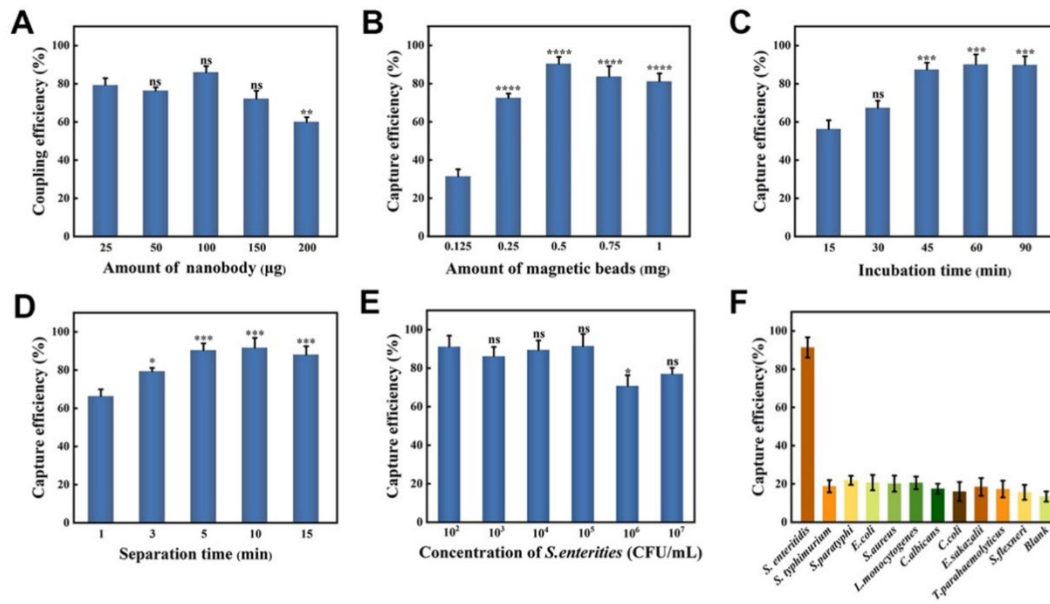 A
Coupling efficiency (%)
100
80
60
40
20
0
ns
ns
ns
**
25 50 100 150 200
Amount of nanobody (μg)
B
Capture efficiency (%)
100
80
60
40
20
0
****
****
****
****
0.125 0.25 0.5 0.75 1
Amount of magnetic beads (mg)
C
Capture efficiency (%)
100
80
60
40
20
0
ns
***
***
***
15 30 45 60 90
Incubation time (min)
D
Capture efficiency (%)
100
80
60
40
20
0
*
***
***
***
1 3 5 10 15
Separation time (min)
E
Capture efficiency (%)
100
80
60
40
20
0
ns
ns
ns
*
ns
10² 10³ 10⁴ 10⁵ 10⁶ 10⁷
Concentration of S.enterities (CFU/mL)
F
Capture efficiency(%)
100
80
60
40
20
0
S. enteritidis
S. typhimurium
S.paratyphi
E.coli
S.aureus
L.monocytogenes
C.albicans
C.coli
E.sakazalii
T.parahaemolyticus
S.flexneri
Blank